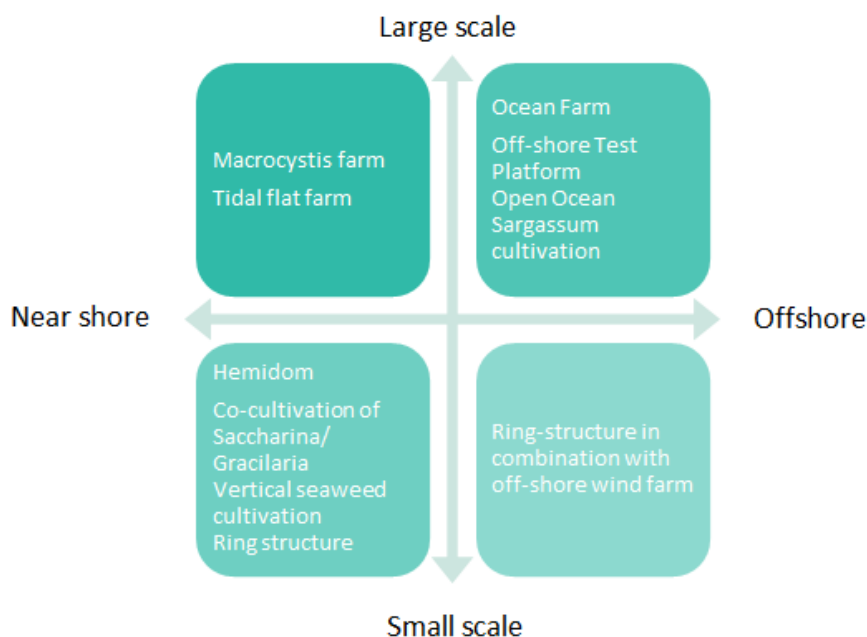 Large scale
Macrocystis farm
Tidal flat farm
Ocean Farm
Off-shore Test
Platform
Open Ocean
Sargassum
cultivation
Near shore
Offshore
Hemidom
Co-cultivation of
Saccharina/
Gracilaria
Vertical seaweed
cultivation
Ring structure
Ring-structure in
combination with
off-shore wind farm
Small scale